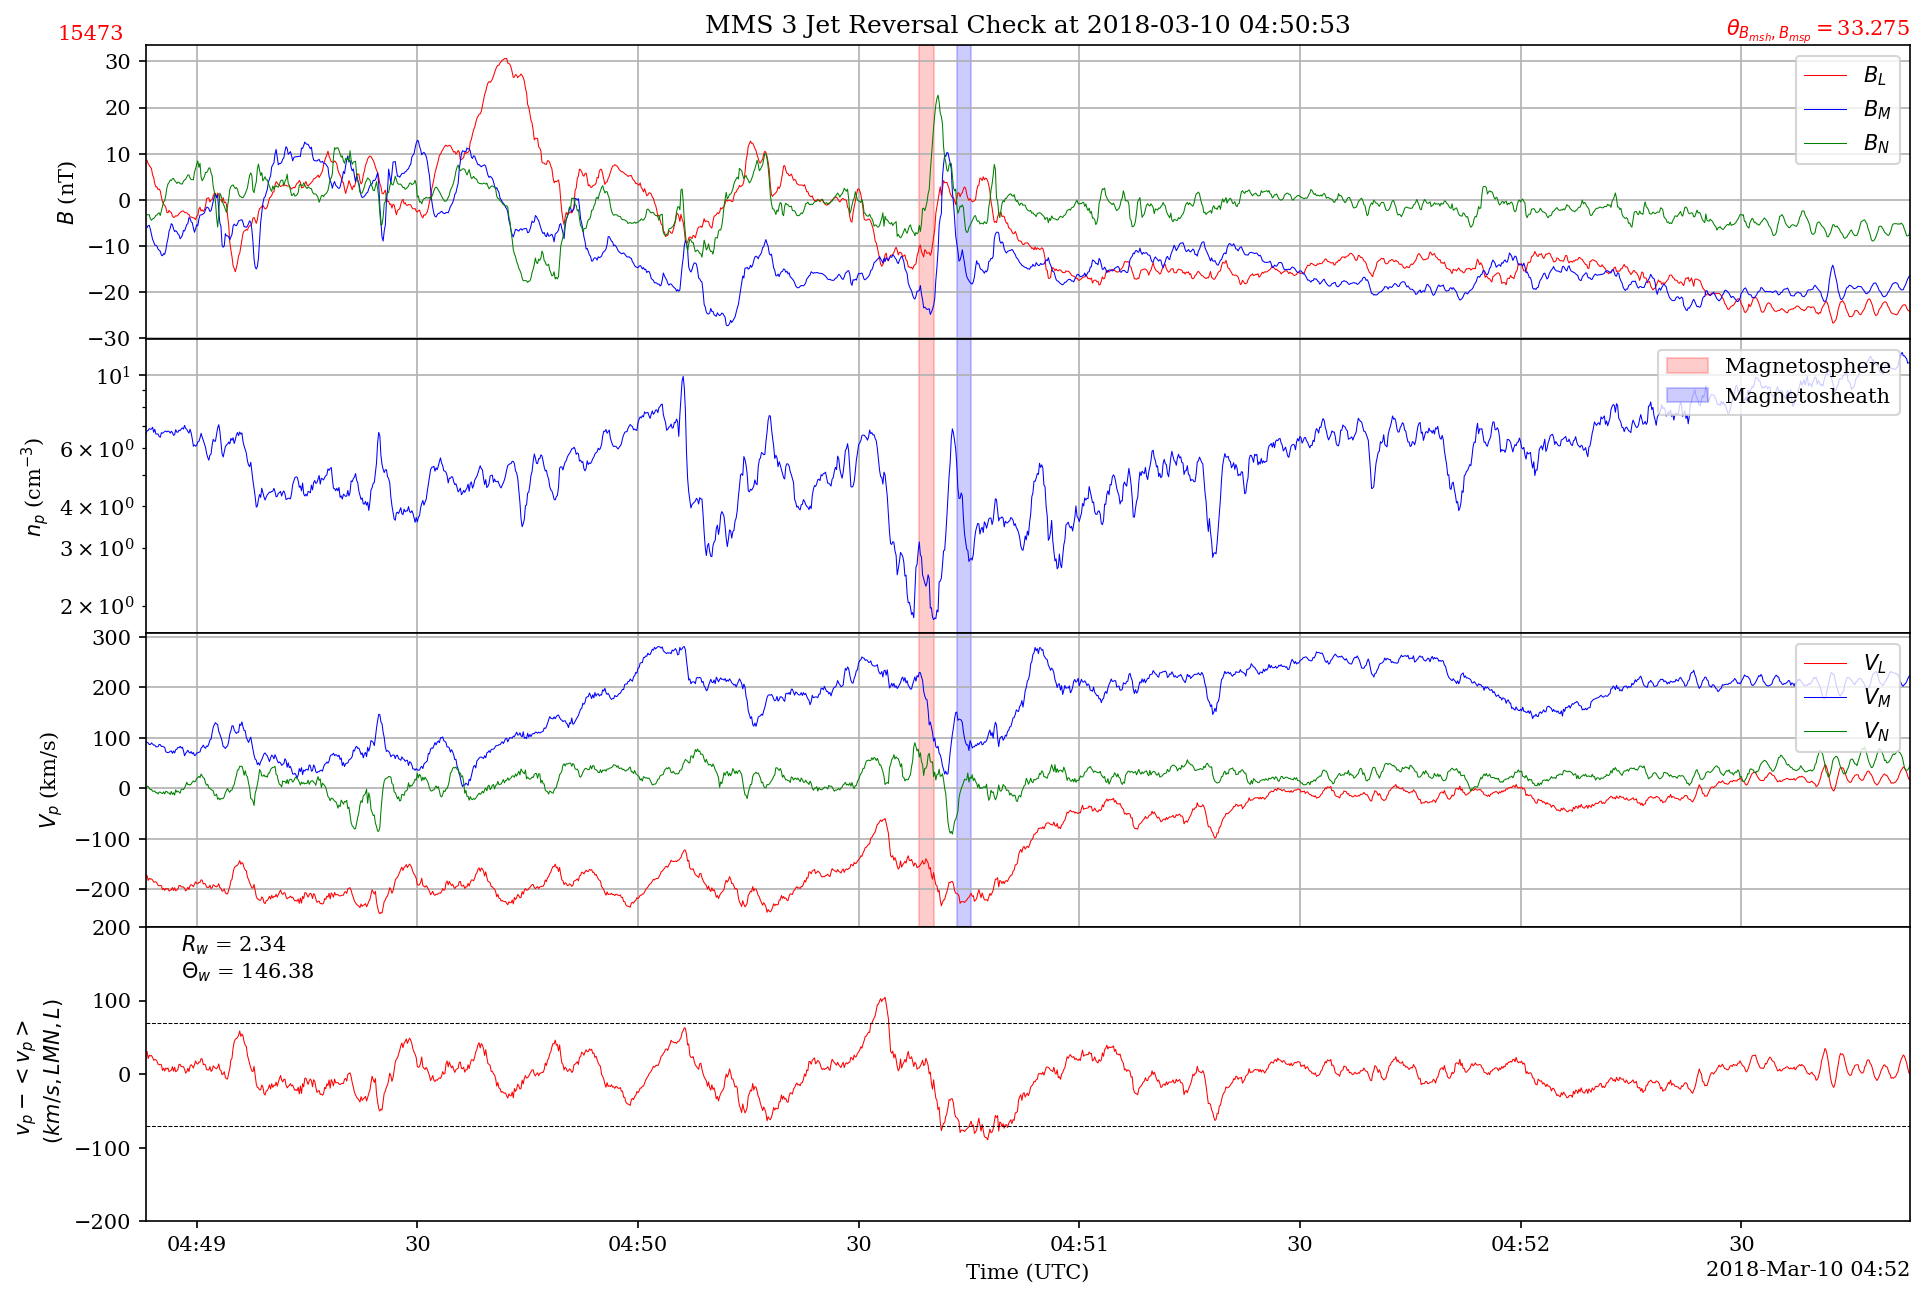 MMS 3 Jet Reversal Check at 2018-03-10 04:50:53
15473
θ_{B_{msh}, B_{msp}} = 33.275
30
20
10
0
−10
−20
−30
B (nT)
B_L
B_M
B_N
10^1
6 × 10^0
4 × 10^0
3 × 10^0
2 × 10^0
n_p (cm^{−3})
Magnetosphere
Magnetosheath
300
200
100
0
−100
−200
V_p (km/s)
V_L
V_M
V_N
200
100
0
−100
−200
v_p − < v_p >
(km/s, LMN, L)
R_w = 2.34
Θ_w = 146.38
04:49 30 04:50 30 04:51 30 04:52 30
Time (UTC)
2018-Mar-10 04:52